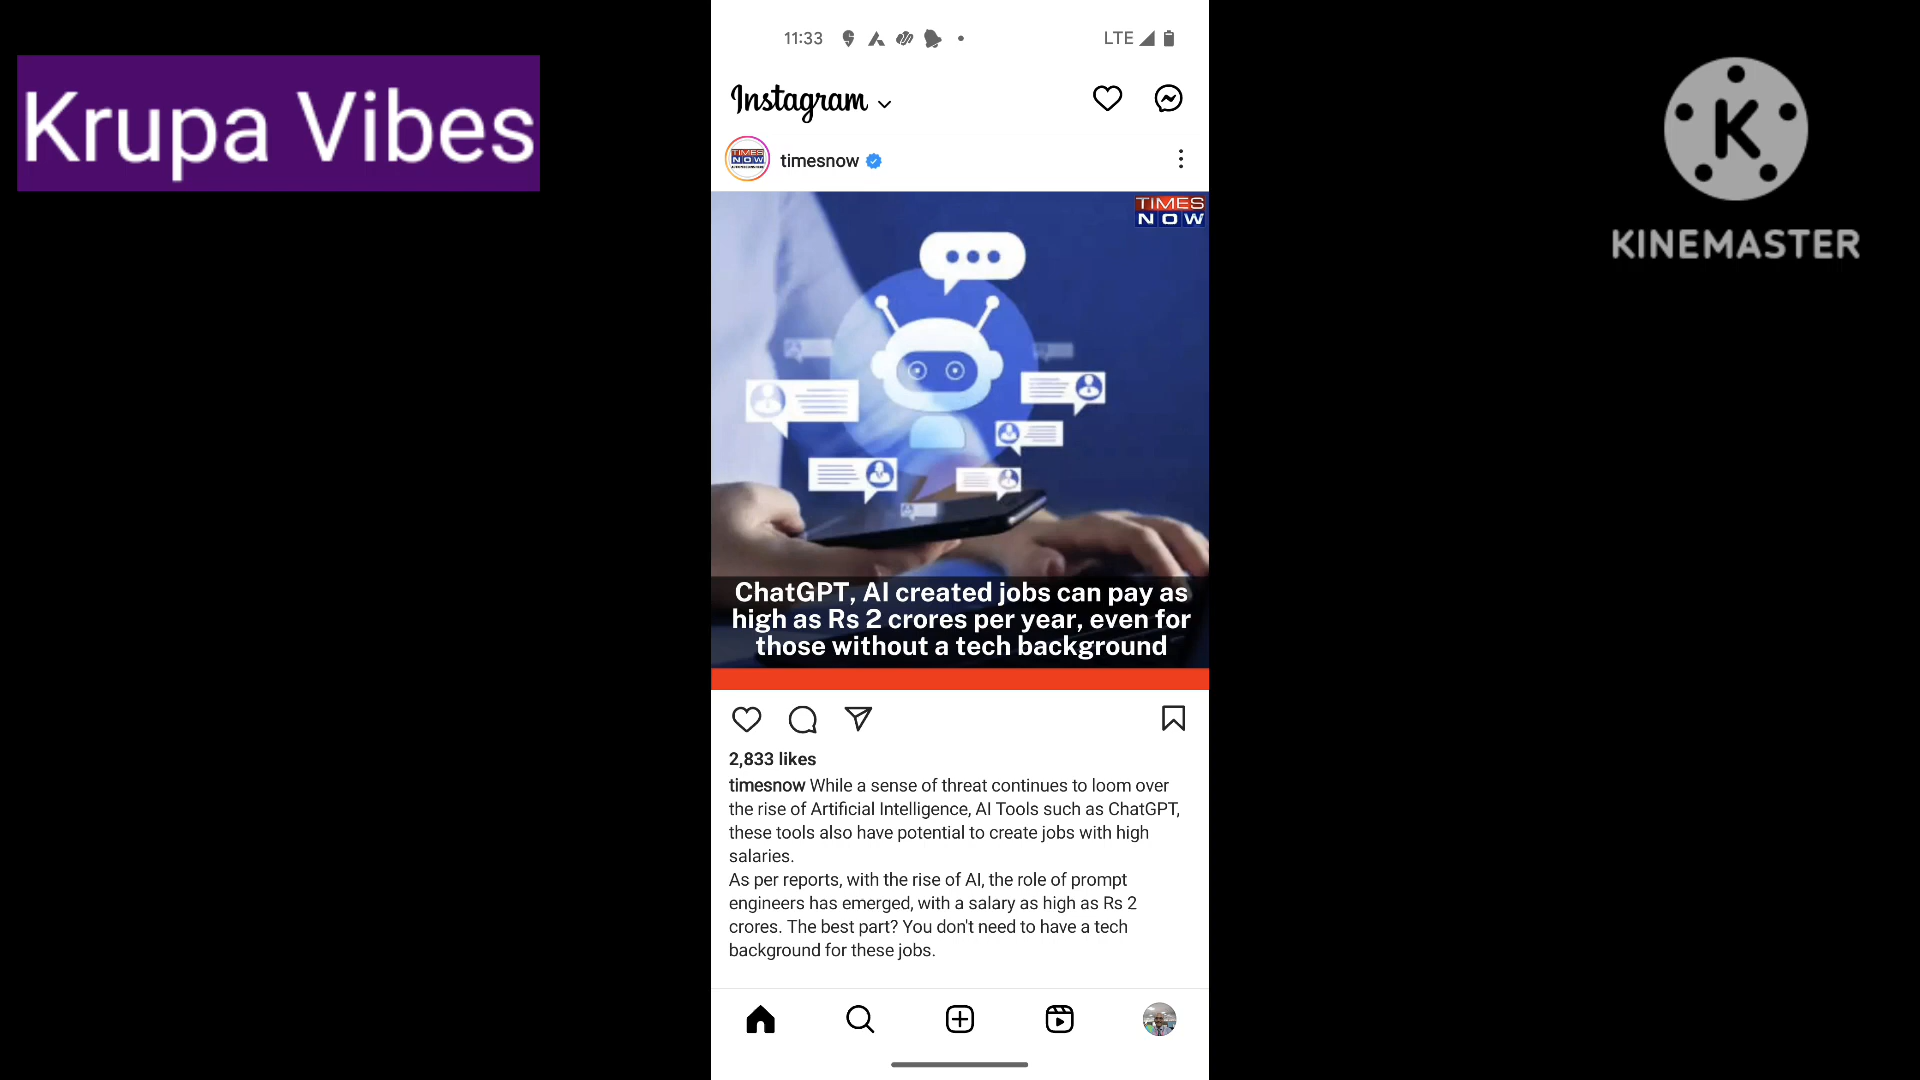 Krupa Vibes
11:33
LTE
K
KINEMASTER
Instagram
timesnow
TIMES
NOW
TIMES
NOW
ChatGPT, AI created jobs can pay as
high as Rs 2 crores per year, even for
those without a tech background
2,833 likes
timesnow While a sense of threat continues to loom over
the rise of Artificial Intelligence, AI Tools such as ChatGPT,
these tools also have potential to create jobs with high
salaries.
As per reports, with the rise of AI, the role of prompt
engineers has emerged, with a salary as high as Rs 2
crores. The best part? You don't need to have a tech
background for these jobs.